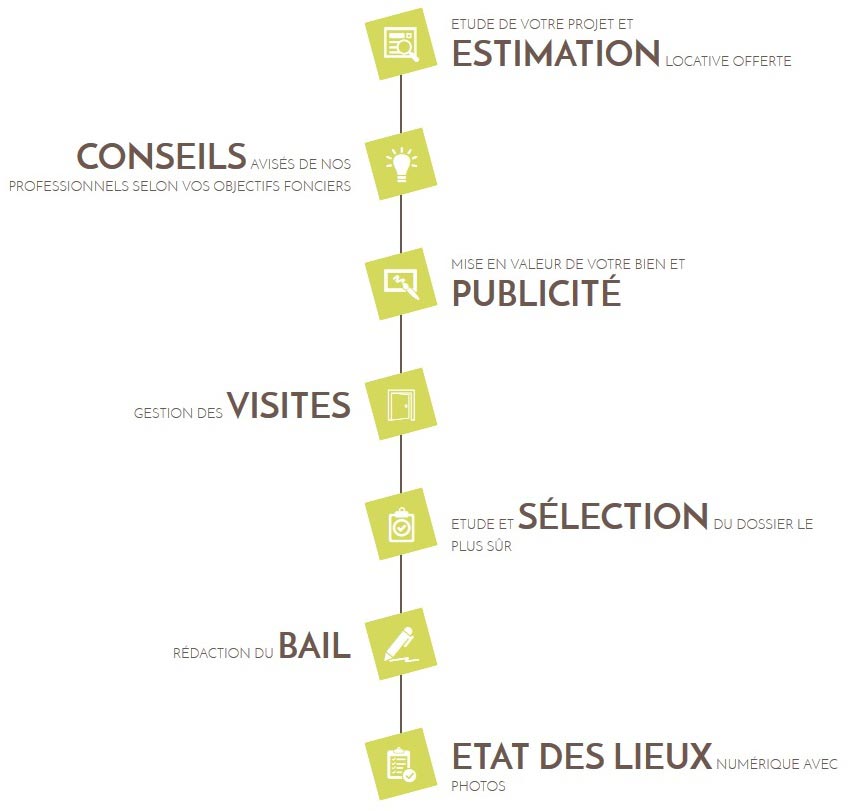 ETUDE DE VOTRE PROJET ET
ESTIMATION LOCATIVE OFFERTE
CONSEILS AVISÉS DE NOS
PROFESSIONNELS SELON VOS OBJECTIFS FONCIERS
MISE EN VALEUR DE VOTRE BIEN ET
PUBLICITÉ
GESTION DES VISITES
ETUDE ET SÉLECTION DU DOSSIER LE
PLUS SÛR
RÉDACTION DU BAIL
ETAT DES LIEUX NUMÉRIQUE AVEC
PHOTOS